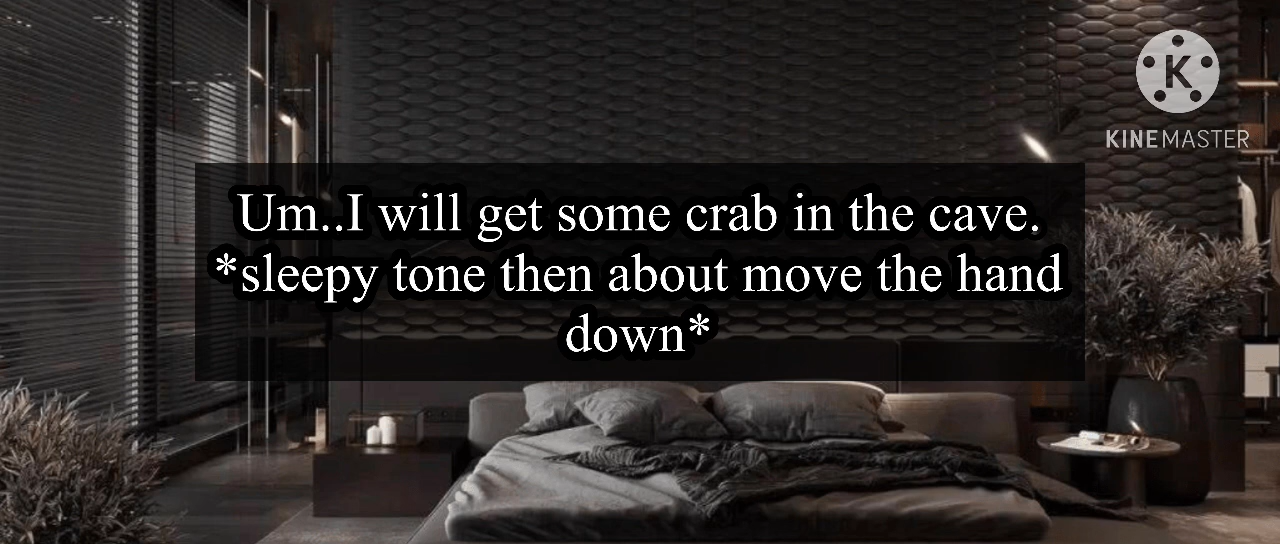 K
KINEMASTER
Um..I will get some crab in the cave.
*sleepy tone then about move the hand
down*